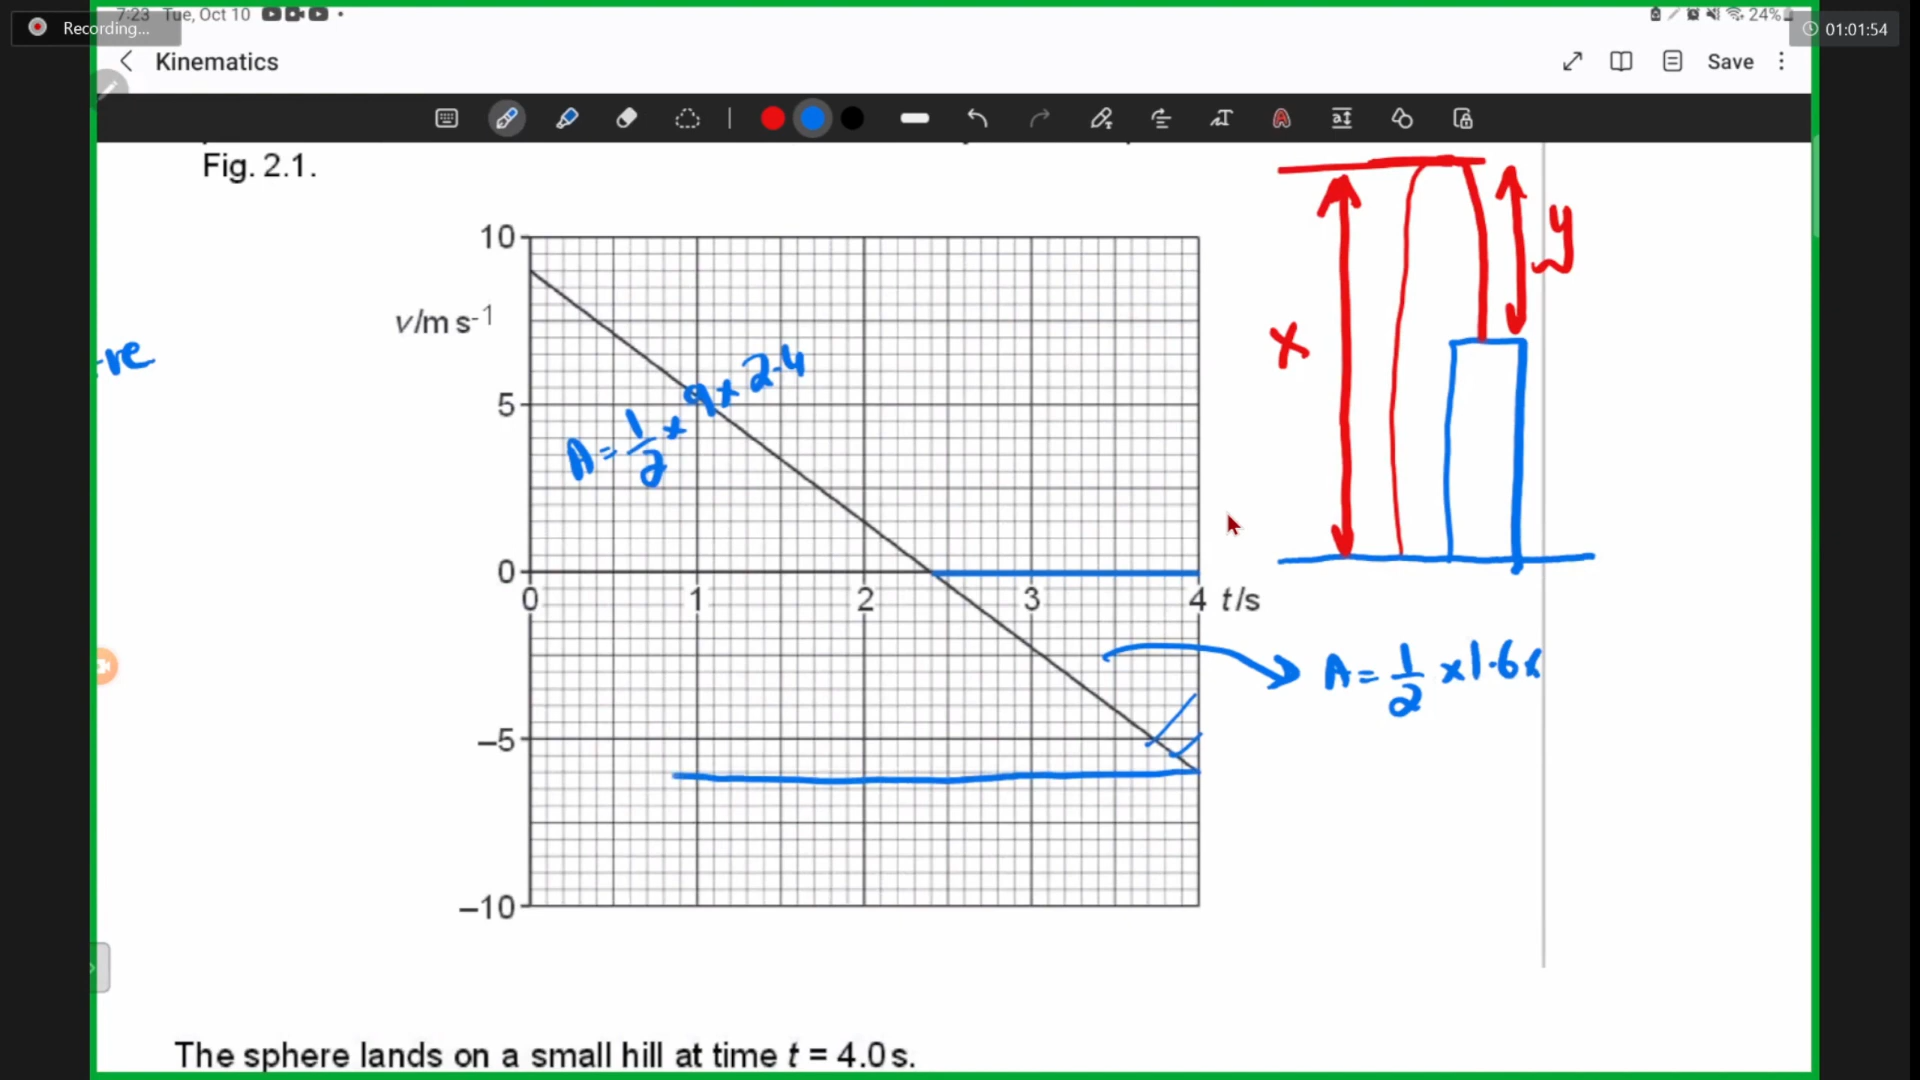 7:23 Tue, Oct 10
24%
Recording...
01:01:54
Kinematics
Save
Fig. 2.1.
10
v/m s-1
5
0
-5
-10
0 1 2 3 4 t/s
-ve
A = 1/2 x 9 x 2.4
x
y
A = 1/2 x 1.6 x
The sphere lands on a small hill at time t = 4.0 s.